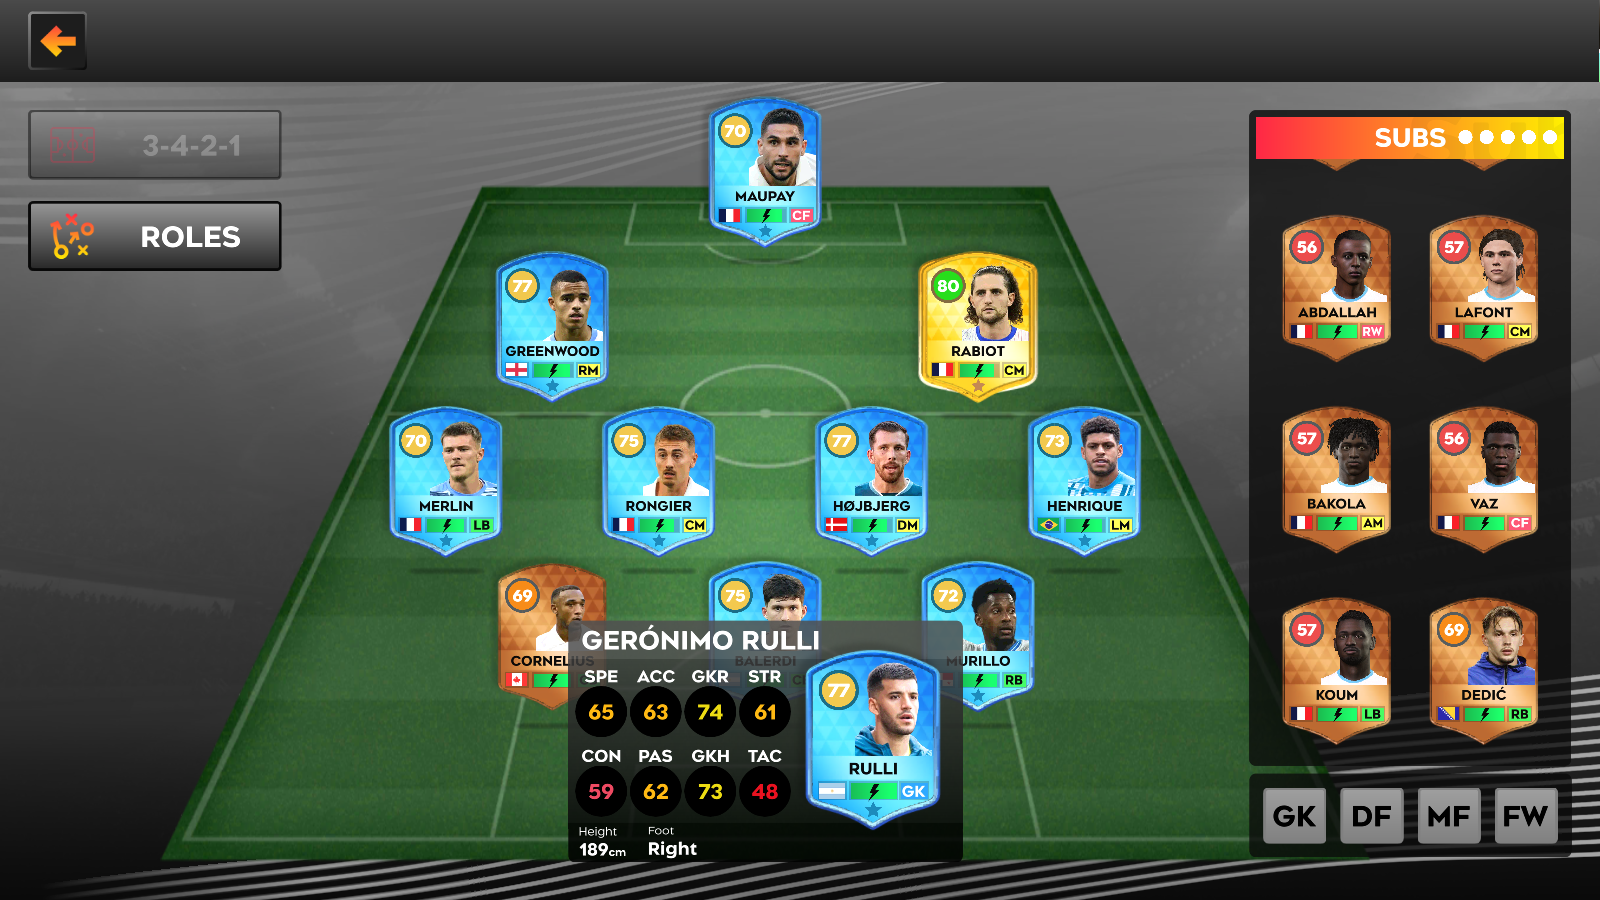 3-4-2-1
ROLES
70
MAUPAY
CF
77
GREENWOOD
RM
80
RABIOT
CM
70
MERLIN
LB
75
RONGIER
CM
77
HØJBJERG
DM
73
HENRIQUE
LM
69
CORNELIUS
75
BALERDI
72
MURILLO
RB
GERÓNIMO RULLI
SPE ACC GKR STR
65 63 74 61
CON PAS GKH TAC
59 62 73 48
Height Foot
189cm Right
77
RULLI
GK
SUBS
56
ABDALLAH
RW
57
LAFONT
CM
57
BAKOLA
AM
56
VAZ
CF
57
KOUM
LB
69
DEDIĆ
RB
GK DF MF FW